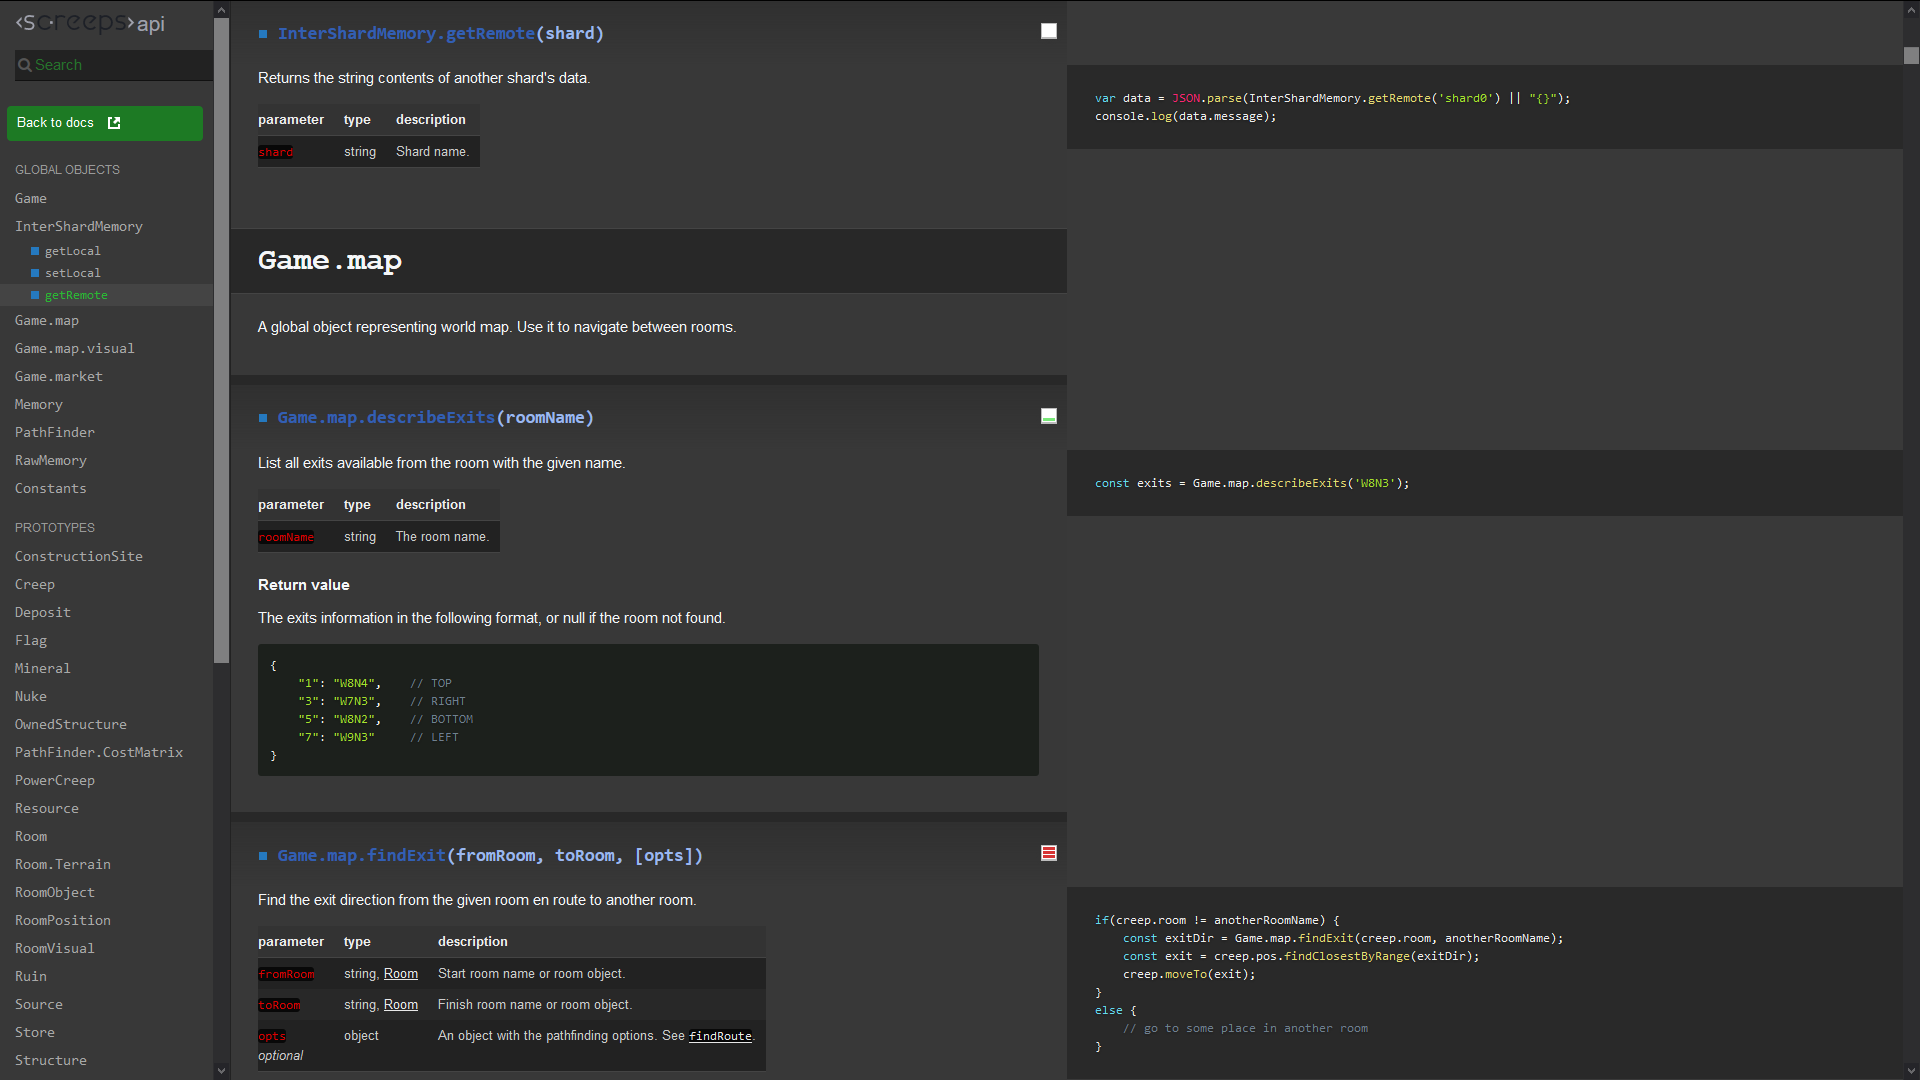 <s·creeps> api
Search
Back to docs
GLOBAL OBJECTS
Game
InterShardMemory
getLocal
setLocal
getRemote
Game.map
Game.map.visual
Game.market
Memory
PathFinder
RawMemory
Constants
PROTOTYPES
ConstructionSite
Creep
Deposit
Flag
Mineral
Nuke
OwnedStructure
PathFinder.CostMatrix
PowerCreep
Resource
Room
Room.Terrain
RoomObject
RoomPosition
RoomVisual
Ruin
Source
Store
Structure
InterShardMemory.getRemote(shard)
Returns the string contents of another shard's data.
parameter type description
shard string Shard name.
var data = JSON.parse(InterShardMemory.getRemote('shard0') || "{}");
console.log(data.message);
Game.map
A global object representing world map. Use it to navigate between rooms.
Game.map.describeExits(roomName)
List all exits available from the room with the given name.
parameter type description
roomName string The room name.
Return value
The exits information in the following format, or null if the room not found.
{
    "1": "W8N4",    // TOP
    "3": "W7N3",    // RIGHT
    "5": "W8N2",    // BOTTOM
    "7": "W9N3"     // LEFT
}
const exits = Game.map.describeExits('W8N3');
Game.map.findExit(fromRoom, toRoom, [opts])
Find the exit direction from the given room en route to another room.
parameter type description
fromRoom string, Room Start room name or room object.
toRoom string, Room Finish room name or room object.
opts object An object with the pathfinding options. See findRoute.
optional
if(creep.room != anotherRoomName) {
    const exitDir = Game.map.findExit(creep.room, anotherRoomName);
    const exit = creep.pos.findClosestByRange(exitDir);
    creep.moveTo(exit);
}
else {
    // go to some place in another room
}